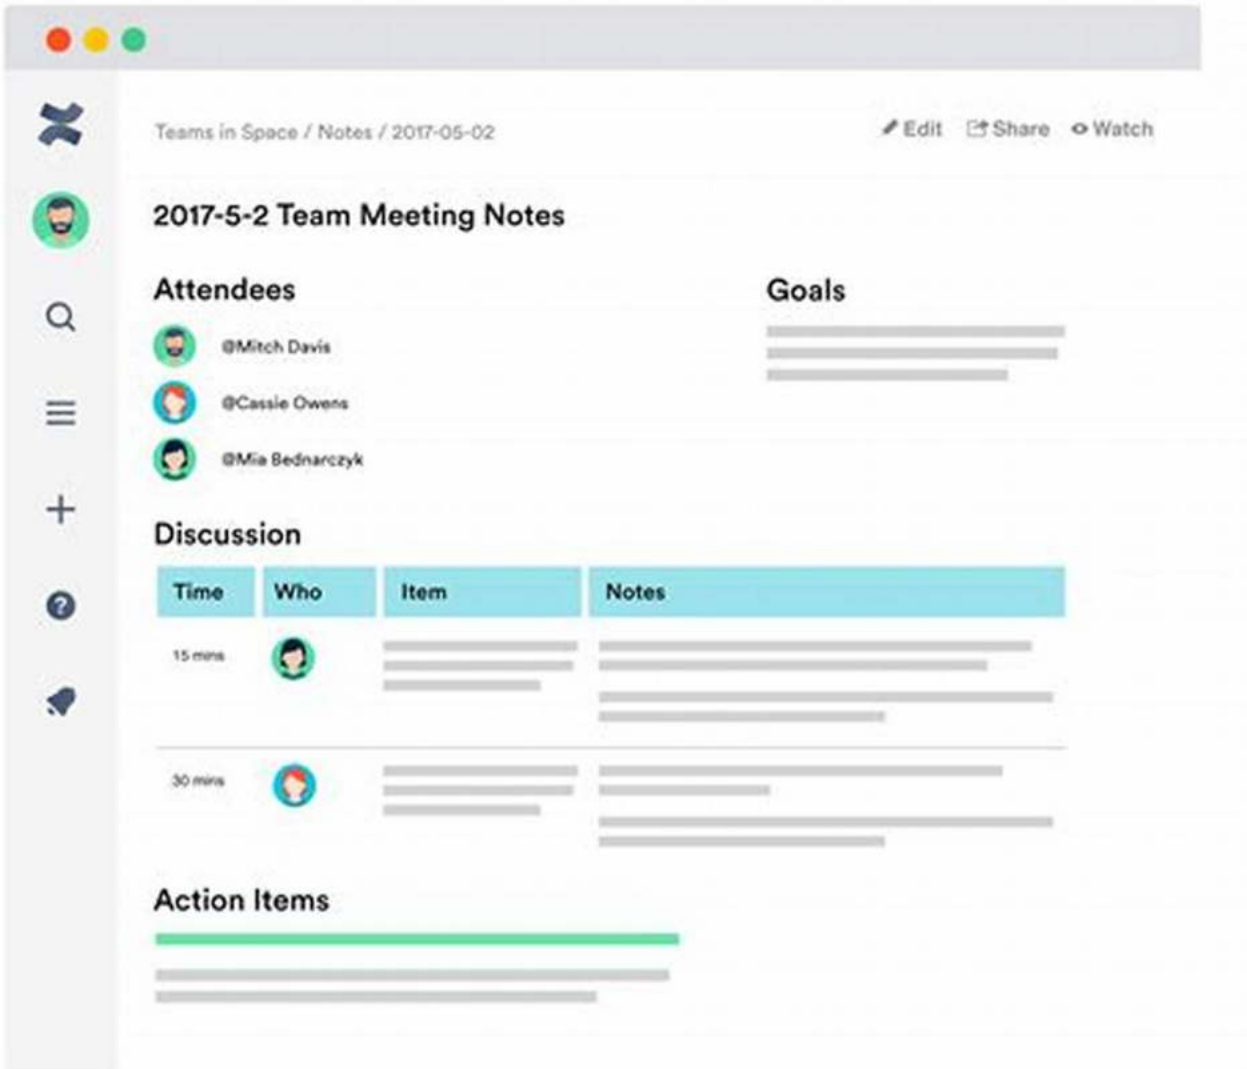 Teams in Space / Notes / 2017-05-02
Edit Share Watch
2017-5-2 Team Meeting Notes
Attendees
@Mitch Davis
@Cassie Owens
@Mia Bednarczyk
Goals
Discussion
Time Who Item Notes
15 mins
30 mins
Action Items